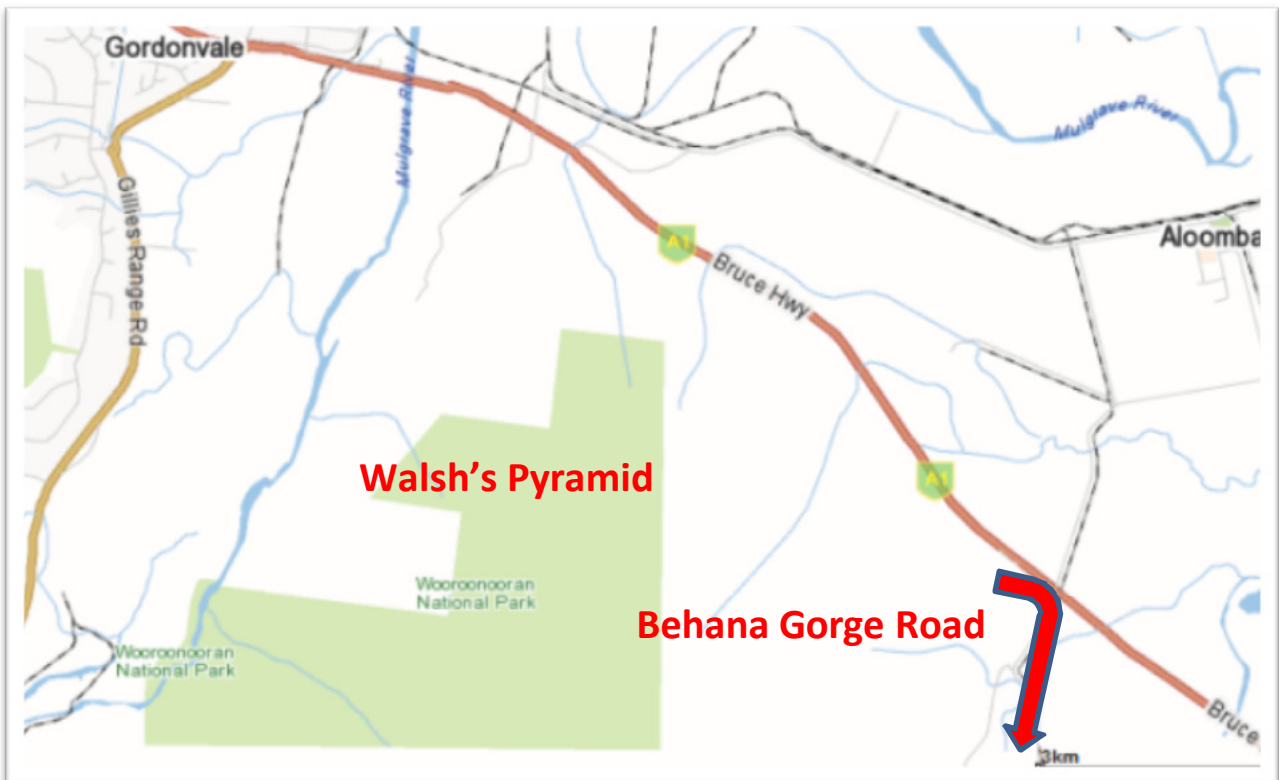 Gordonvale
Mulgrave River
Mulgrave River
Gillies Range Rd
A1
Bruce Hwy
Aloomba
Walsh’s Pyramid
A1
Wooroonooran
National Park
Behana Gorge Road
Wooroonooran
National Park
Bruce
3km